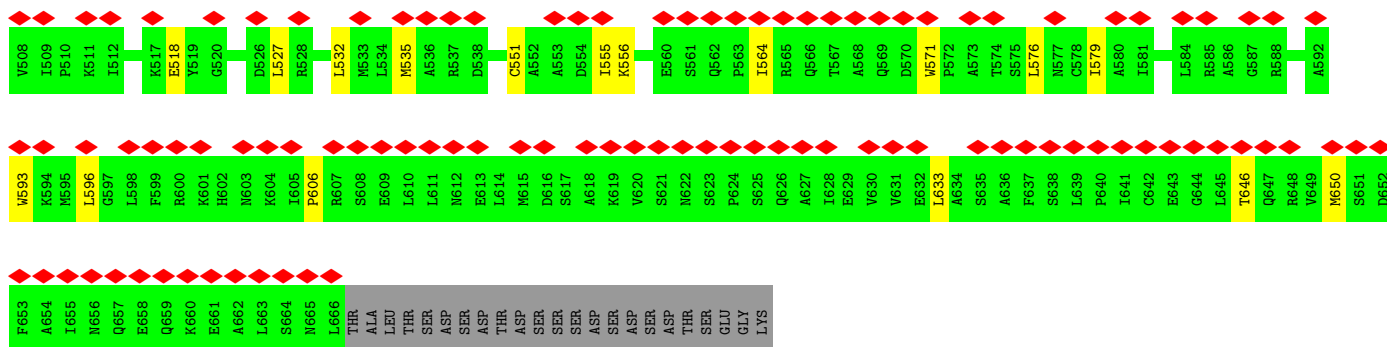 V508 I509 P510 K511 I512 K517 E518 Y519 G520 D526 L527 R528 L532 M533 L534 M535 A536 R537 D538 C551 A552 A553 D554 I555 K556 E560 S561 Q562 P563 I564 R565 Q566 T567 A568 Q569 D570 W571 P572 A573 T574 S575 L576 N577 C578 I579 A580 I581 L584 R585 A586 G587 R588 A592
W593 K594 M595 L596 G597 L598 F599 R600 K601 H602 N603 K604 I605 P606 R607 S608 E609 L610 L611 N612 E613 L614 M615 D616 S617 A618 K619 V620 S621 N622 S623 P624 S625 Q626 A627 I628 E629 V630 V631 E632 L633 A634 S635 A636 F637 S638 L639 P640 I641 C642 E643 G644 L645 T646 Q647 R648 V649 M650 S651 D652
F653 A654 I655 N656 Q657 E658 Q659 K660 E661 A662 L663 S664 N665 L666 THR ALA LEU THR SER ASP SER ASP THR ASP SER SER SER ASP SER ASP SER ASP THR SER GLU GLY LYS